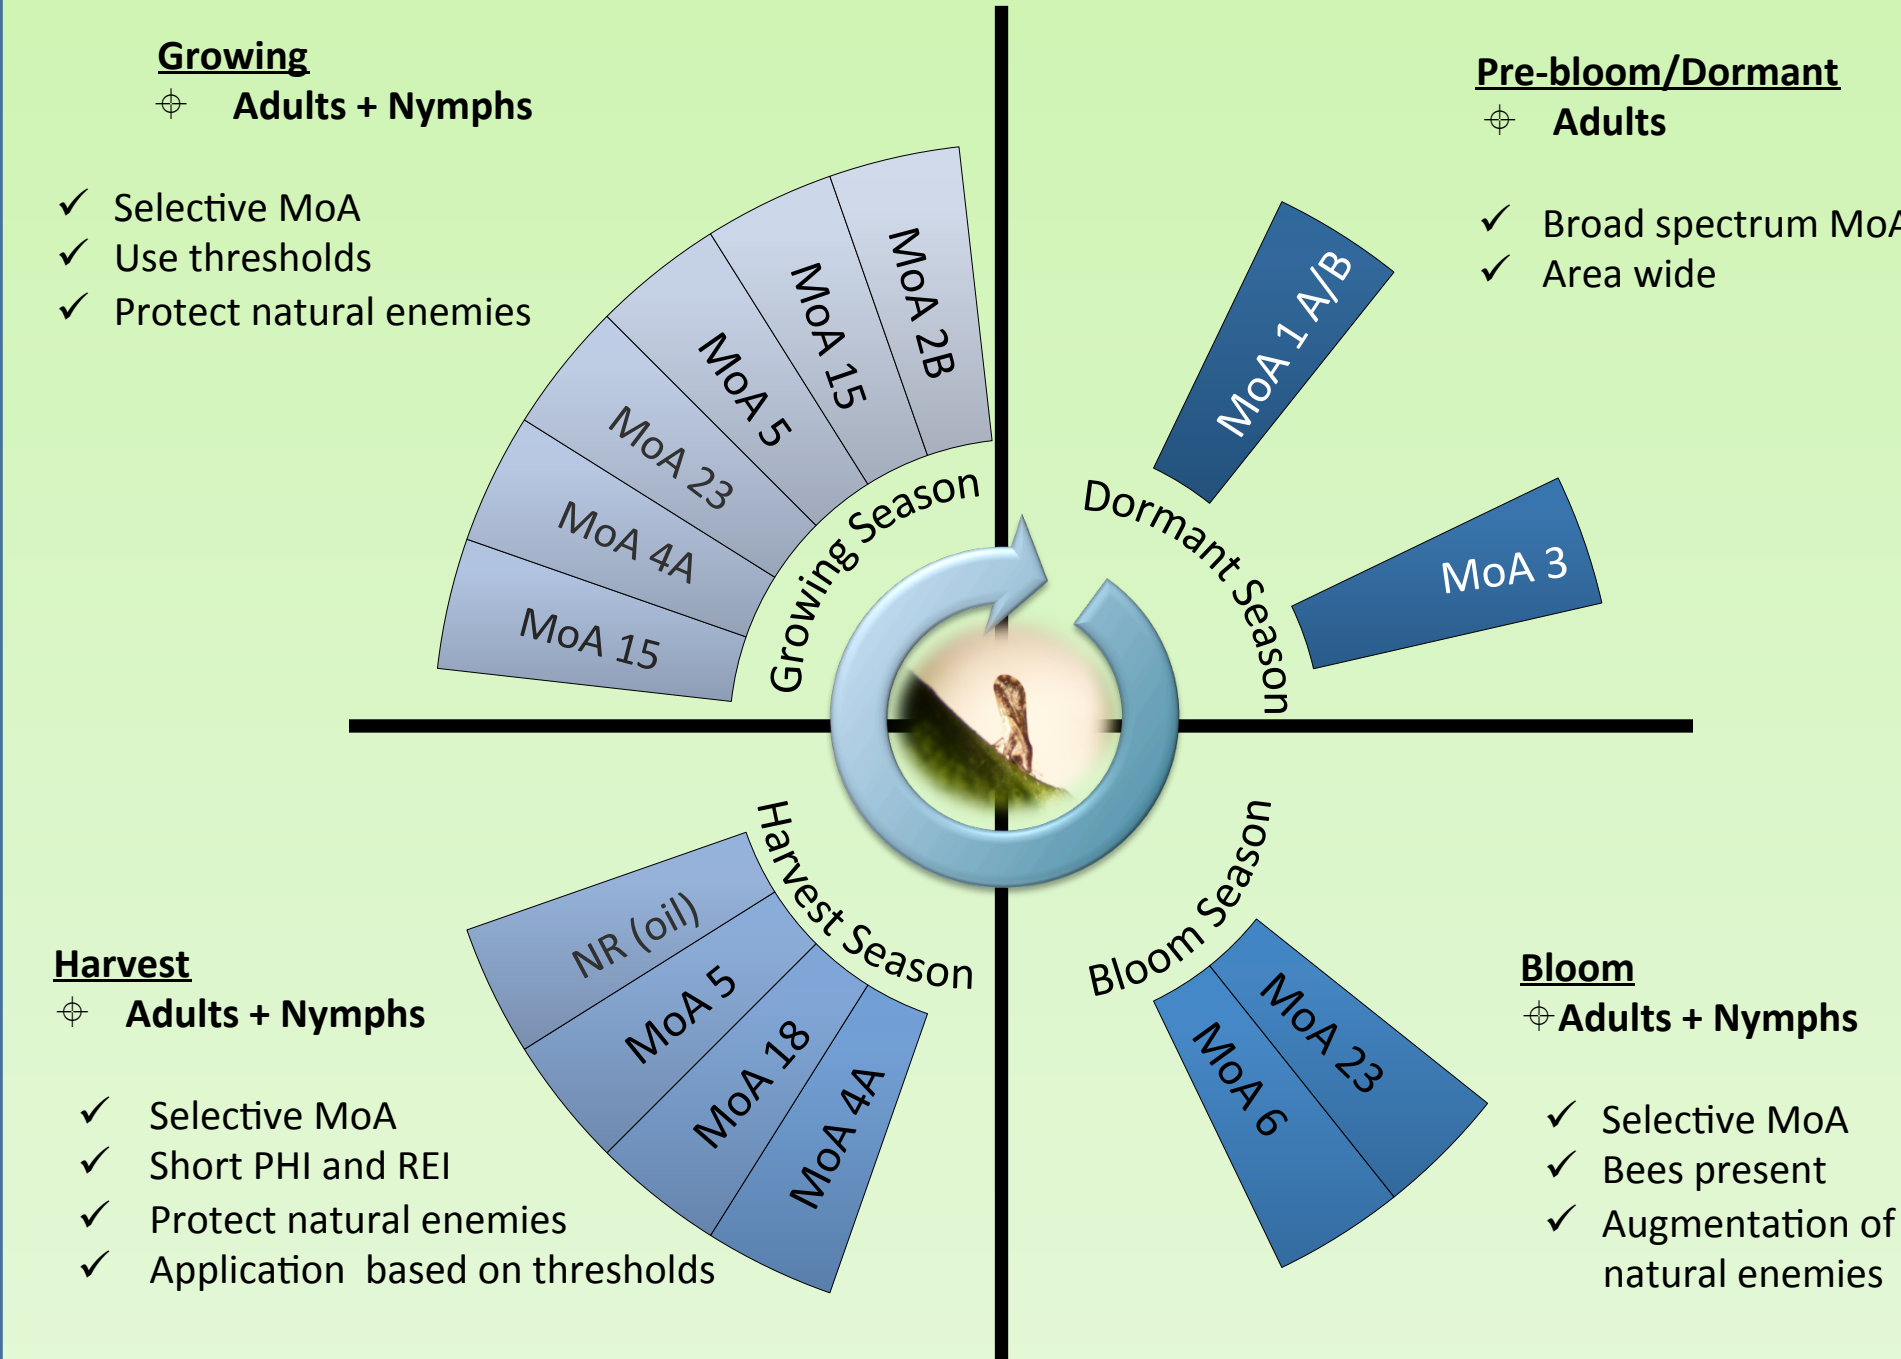 Growing
Adults + Nymphs
✓ Selective MoA
✓ Use thresholds
✓ Protect natural enemies
Pre-bloom/Dormant
Adults
✓ Broad spectrum MoA
✓ Area wide
MoA 15
MoA 4A
MoA 23
MoA 5
MoA 15
MoA 2B
Growing Season
MoA 1 A/B
MoA 3
Dormant Season
Harvest Season
NR (oil)
MoA 5
MoA 18
MoA 4A
Bloom Season
MoA 23
MoA 6
Harvest
Adults + Nymphs
✓ Selective MoA
✓ Short PHI and REI
✓ Protect natural enemies
✓ Application based on thresholds
Bloom
Adults + Nymphs
✓ Selective MoA
✓ Bees present
✓ Augmentation of
natural enemies